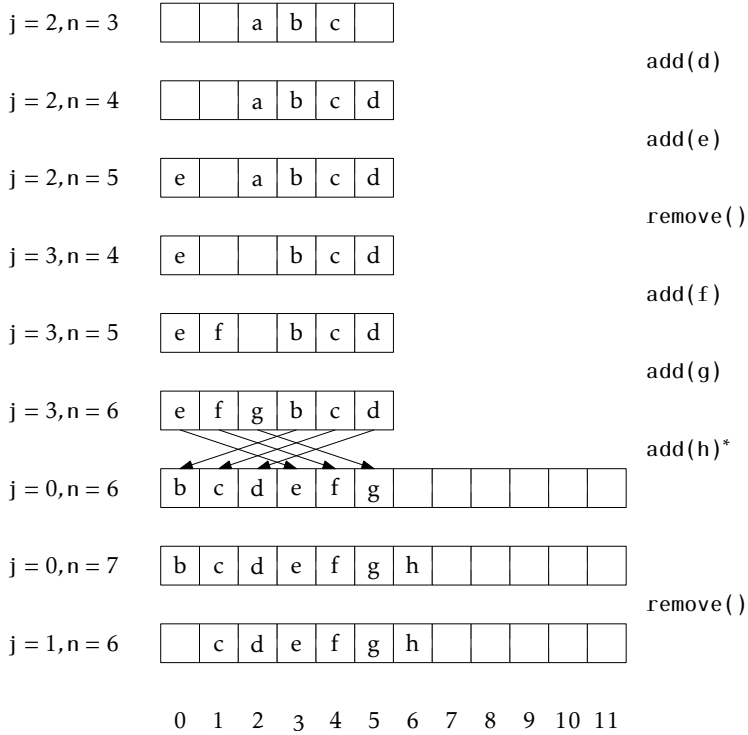 j = 2, n = 3 a b c
add(d)
j = 2, n = 4 a b c d
add(e)
j = 2, n = 5 e a b c d
remove()
j = 3, n = 4 e b c d
add(f)
j = 3, n = 5 e f b c d
add(g)
j = 3, n = 6 e f g b c d
add(h)*
j = 0, n = 6 b c d e f g
j = 0, n = 7 b c d e f g h
remove()
j = 1, n = 6 c d e f g h
0 1 2 3 4 5 6 7 8 9 10 11